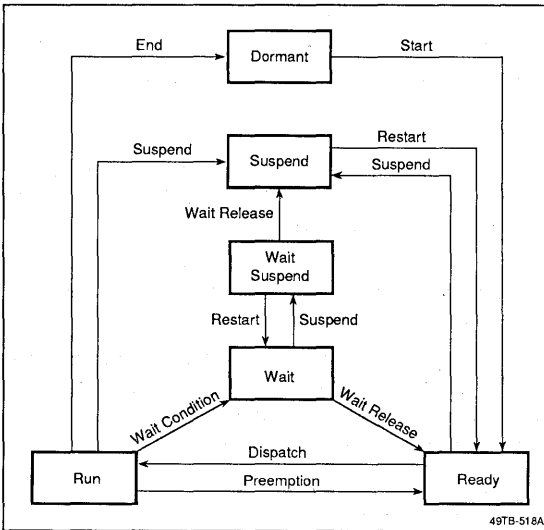 End
Dormant
Start
Restart
Suspend
Suspend
Suspend
Wait Release
Wait
Suspend
Restart
Suspend
Wait
Wait Condition
Wait Release
Dispatch
Run
Preemption
Ready
49TB-518A